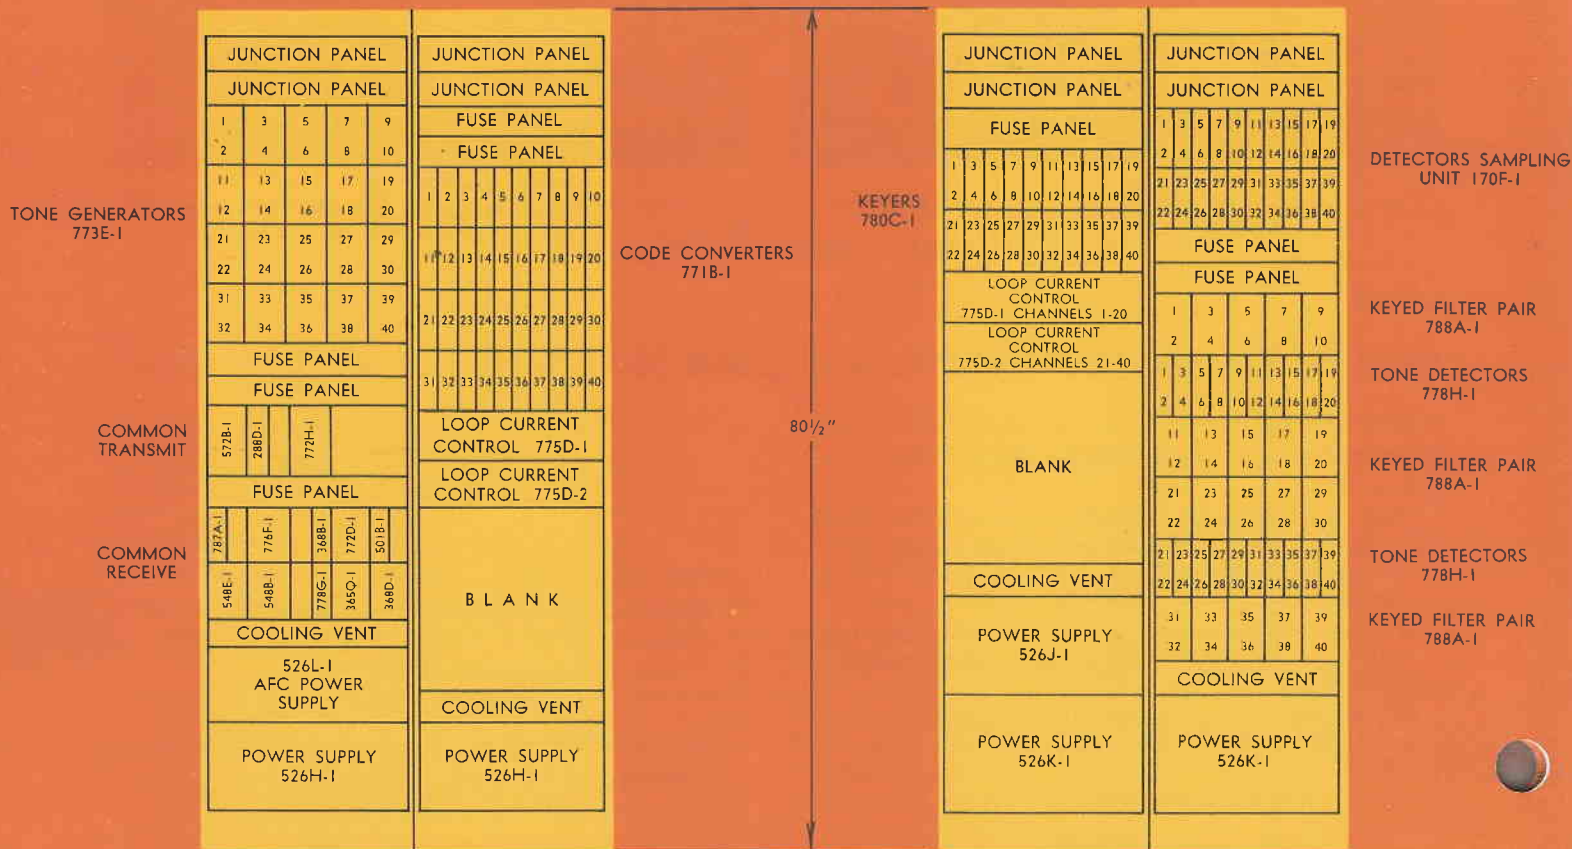 TONE GENERATORS
773E-1
COMMON
TRANSMIT
COMMON
RECEIVE
JUNCTION PANEL
JUNCTION PANEL
1 3 5 7 9
2 4 6 8 10
11 13 15 17 19
12 14 16 18 20
21 23 25 27 29
22 24 26 28 30
31 33 35 37 39
32 34 36 38 40
FUSE PANEL
FUSE PANEL
572B-1 288D-1 772H-1
FUSE PANEL
787A-1 776F-1 368B-1 772D-1 501B-1
548E-1 548B-1 778G-1 365Q-1 368D-1
COOLING VENT
526L-1
AFC POWER
SUPPLY
POWER SUPPLY
526H-1
JUNCTION PANEL
JUNCTION PANEL
FUSE PANEL
FUSE PANEL
1 2 3 4 5 6 7 8 9 10
11 12 13 14 15 16 17 18 19 20
21 22 23 24 25 26 27 28 29 30
31 32 33 34 35 36 37 38 39 40
LOOP CURRENT
CONTROL 775D-1
LOOP CURRENT
CONTROL 775D-2
BLANK
COOLING VENT
POWER SUPPLY
526H-1
CODE CONVERTERS
771B-1
80½"
KEYERS
780C-1
JUNCTION PANEL
JUNCTION PANEL
FUSE PANEL
1 3 5 7 9 11 13 15 17 19
2 4 6 8 10 12 14 16 18 20
21 23 25 27 29 31 33 35 37 39
22 24 26 28 30 32 34 36 38 40
LOOP CURRENT
CONTROL
775D-1 CHANNELS 1-20
LOOP CURRENT
CONTROL
775D-2 CHANNELS 21-40
BLANK
COOLING VENT
POWER SUPPLY
526J-1
POWER SUPPLY
526K-1
JUNCTION PANEL
JUNCTION PANEL
1 3 5 7 9 11 13 15 17 19
2 4 6 8 10 12 14 16 18 20
21 23 25 27 29 31 33 35 37 39
22 24 26 28 30 32 34 36 38 40
FUSE PANEL
FUSE PANEL
1 3 5 7 9
2 4 6 8 10
1 3 5 7 9 11 13 15 17 19
2 4 6 8 10 12 14 16 18 20
11 13 15 17 19
12 14 16 18 20
21 23 25 27 29
22 24 26 28 30
21 23 25 27 29 31 33 35 37 39
22 24 26 28 30 32 34 36 38 40
31 33 35 37 39
32 34 36 38 40
COOLING VENT
POWER SUPPLY
526K-1
DETECTORS SAMPLING
UNIT 170F-1
KEYED FILTER PAIR
788A-1
TONE DETECTORS
778H-1
KEYED FILTER PAIR
788A-1
TONE DETECTORS
778H-1
KEYED FILTER PAIR
788A-1